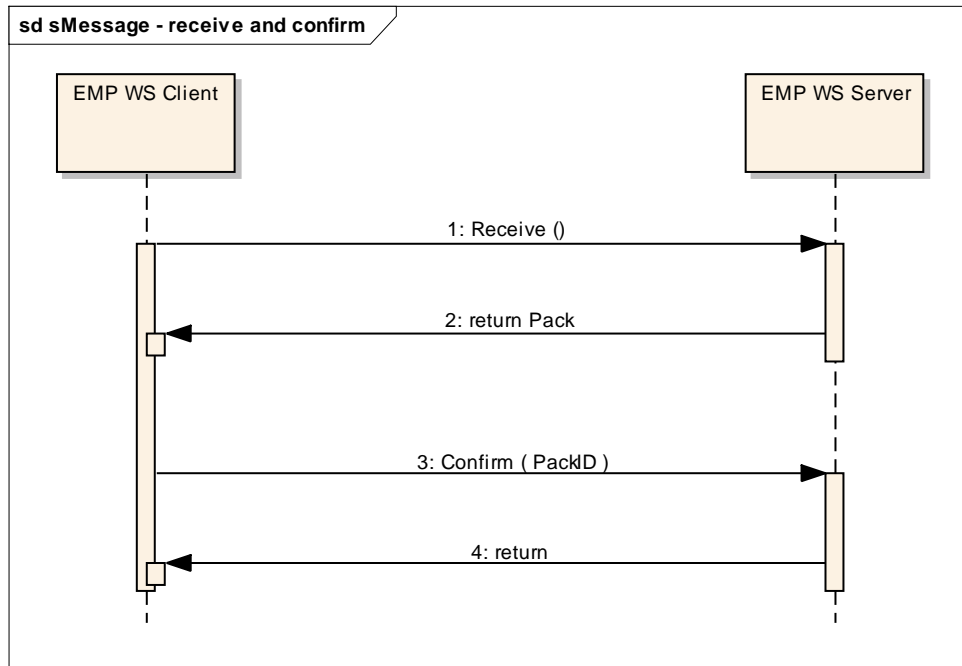 sd sMessage - receive and confirm
EMP WS Client
EMP WS Server
1: Receive ()
2: return Pack
3: Confirm ( PackID )
4: return